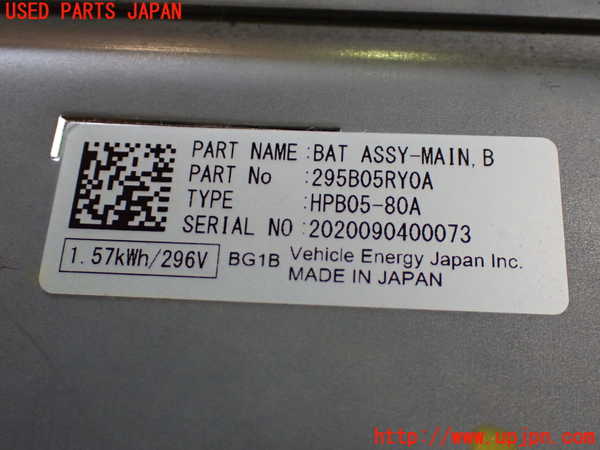 USED PARTS JAPAN
PART NAME :BAT ASSY-MAIN,B
PART No :295B05RY0A
TYPE :HPB05-80A
SERIAL NO :2020090400073
1.57kWh/296V BG1B Vehicle Energy Japan Inc.
MADE IN JAPAN
http://www.upjpn.com/